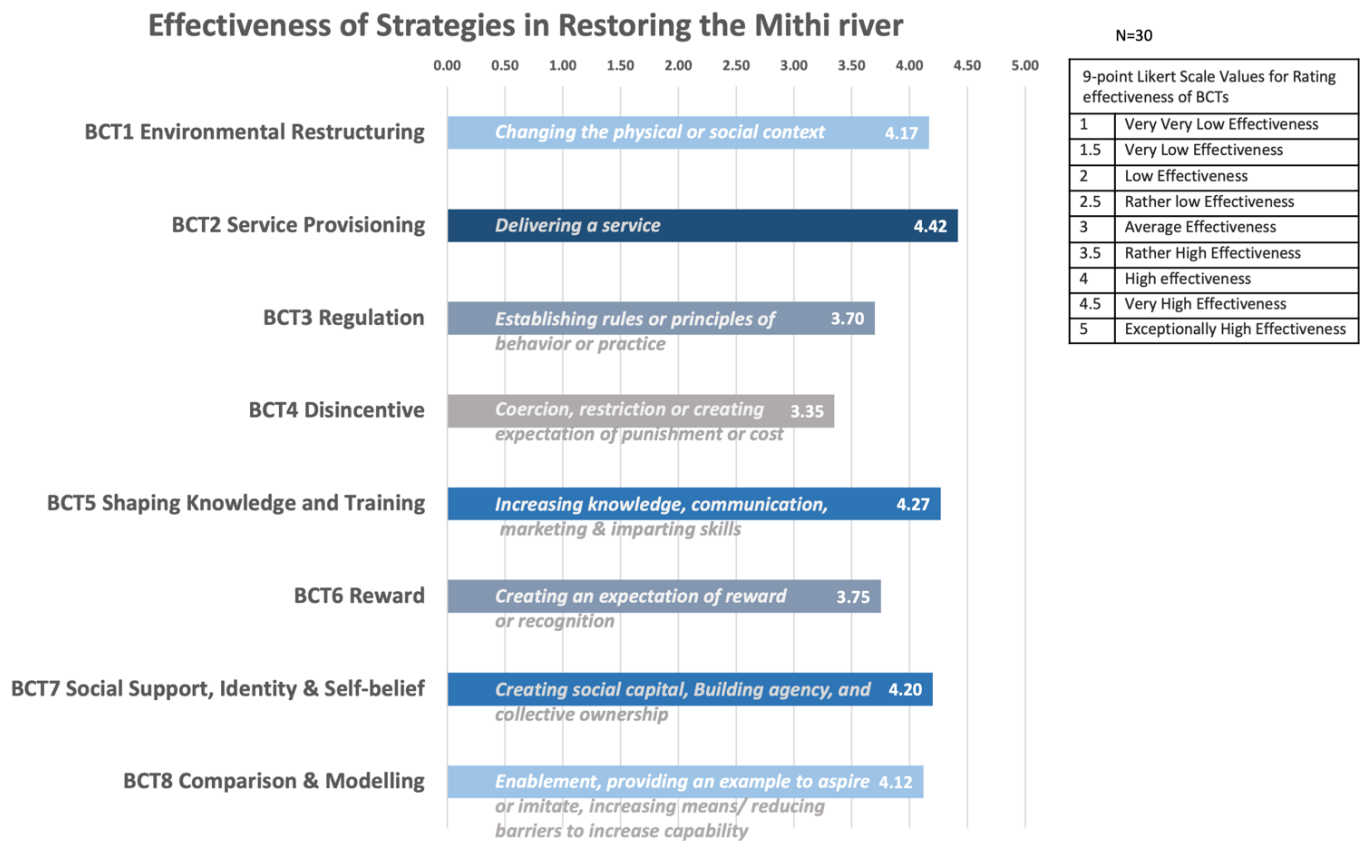 Effectiveness of Strategies in Restoring the Mithi river
N=30
0.00 0.50 1.00 1.50 2.00 2.50 3.00 3.50 4.00 4.50 5.00
9-point Likert Scale Values for Rating
effectiveness of BCTs
1 Very Very Low Effectiveness
1.5 Very Low Effectiveness
2 Low Effectiveness
2.5 Rather low Effectiveness
3 Average Effectiveness
3.5 Rather High Effectiveness
4 High effectiveness
4.5 Very High Effectiveness
5 Exceptionally High Effectiveness
BCT1 Environmental Restructuring Changing the physical or social context 4.17
BCT2 Service Provisioning Delivering a service 4.42
BCT3 Regulation Establishing rules or principles of 3.70
behavior or practice
BCT4 Disincentive Coercion, restriction or creating 3.35
expectation of punishment or cost
BCT5 Shaping Knowledge and Training Increasing knowledge, communication, 4.27
marketing & imparting skills
BCT6 Reward Creating an expectation of reward 3.75
or recognition
BCT7 Social Support, Identity & Self-belief Creating social capital, Building agency, and 4.20
collective ownership
BCT8 Comparison & Modelling Enablement, providing an example to aspire 4.12
or imitate, increasing means/ reducing
barriers to increase capability